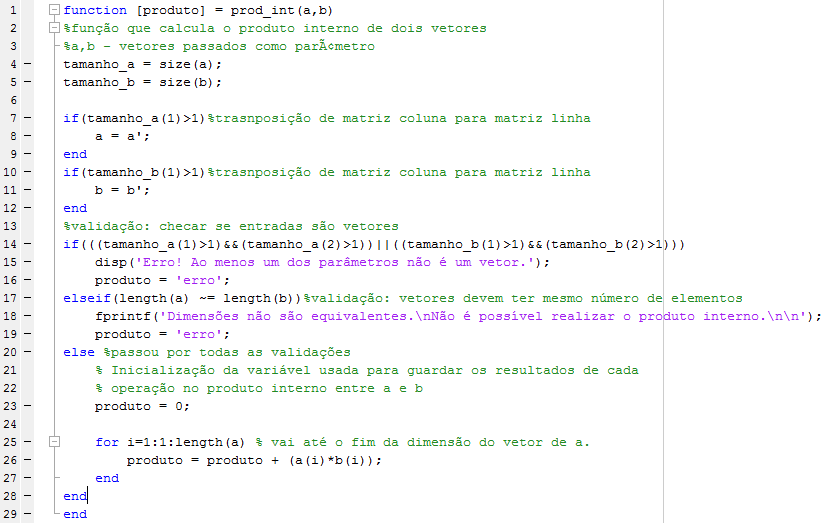 1 function [produto] = prod_int(a,b)
2 %função que calcula o produto interno de dois vetores
3 %a,b - vetores passados como parÃ¢metro
4 tamanho_a = size(a);
5 tamanho_b = size(b);
6
7 if(tamanho_a(1)>1)%trasnposição de matriz coluna para matriz linha
8 a = a';
9 end
10 if(tamanho_b(1)>1)%trasnposição de matriz coluna para matriz linha
11 b = b';
12 end
13 %validação: checar se entradas são vetores
14 if(((tamanho_a(1)>1)&&(tamanho_a(2)>1))||((tamanho_b(1)>1)&&(tamanho_b(2)>1)))
15 disp('Erro! Ao menos um dos parâmetros não é um vetor.');
16 produto = 'erro';
17 elseif(length(a) ~= length(b))%validação: vetores devem ter mesmo número de elementos
18 fprintf('Dimensões não são equivalentes.\nNão é possível realizar o produto interno.\n\n');
19 produto = 'erro';
20 else %passou por todas as validações
21 % Inicialização da variável usada para guardar os resultados de cada
22 % operação no produto interno entre a e b
23 produto = 0;
24
25 for i=1:1:length(a) % vai até o fim da dimensão do vetor de a.
26 produto = produto + (a(i)*b(i));
27 end
28 end
29 end